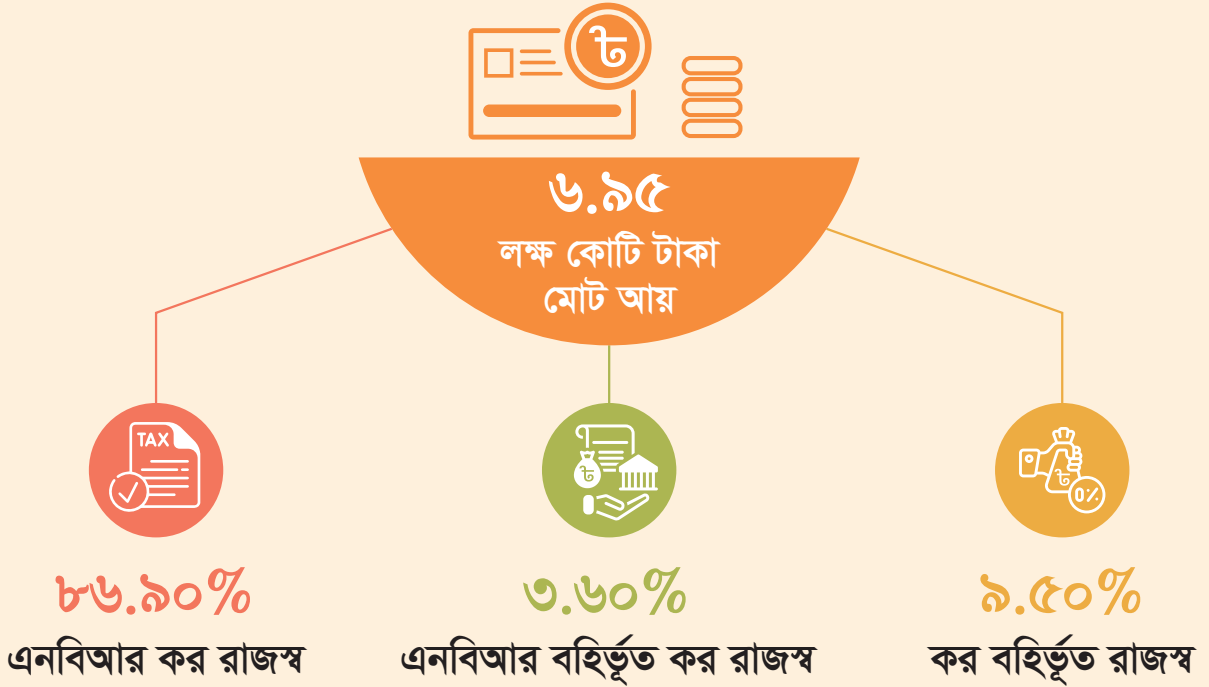 ৳
৬.৯৫
লক্ষ কোটি টাকা
মোট আয়
TAX
৳
৳
0%
৮৬.৯০%
৩.৬০%
৯.৫০%
এনবিআর কর রাজস্ব
এনবিআর বহির্ভূত কর রাজস্ব
কর বহির্ভূত রাজস্ব